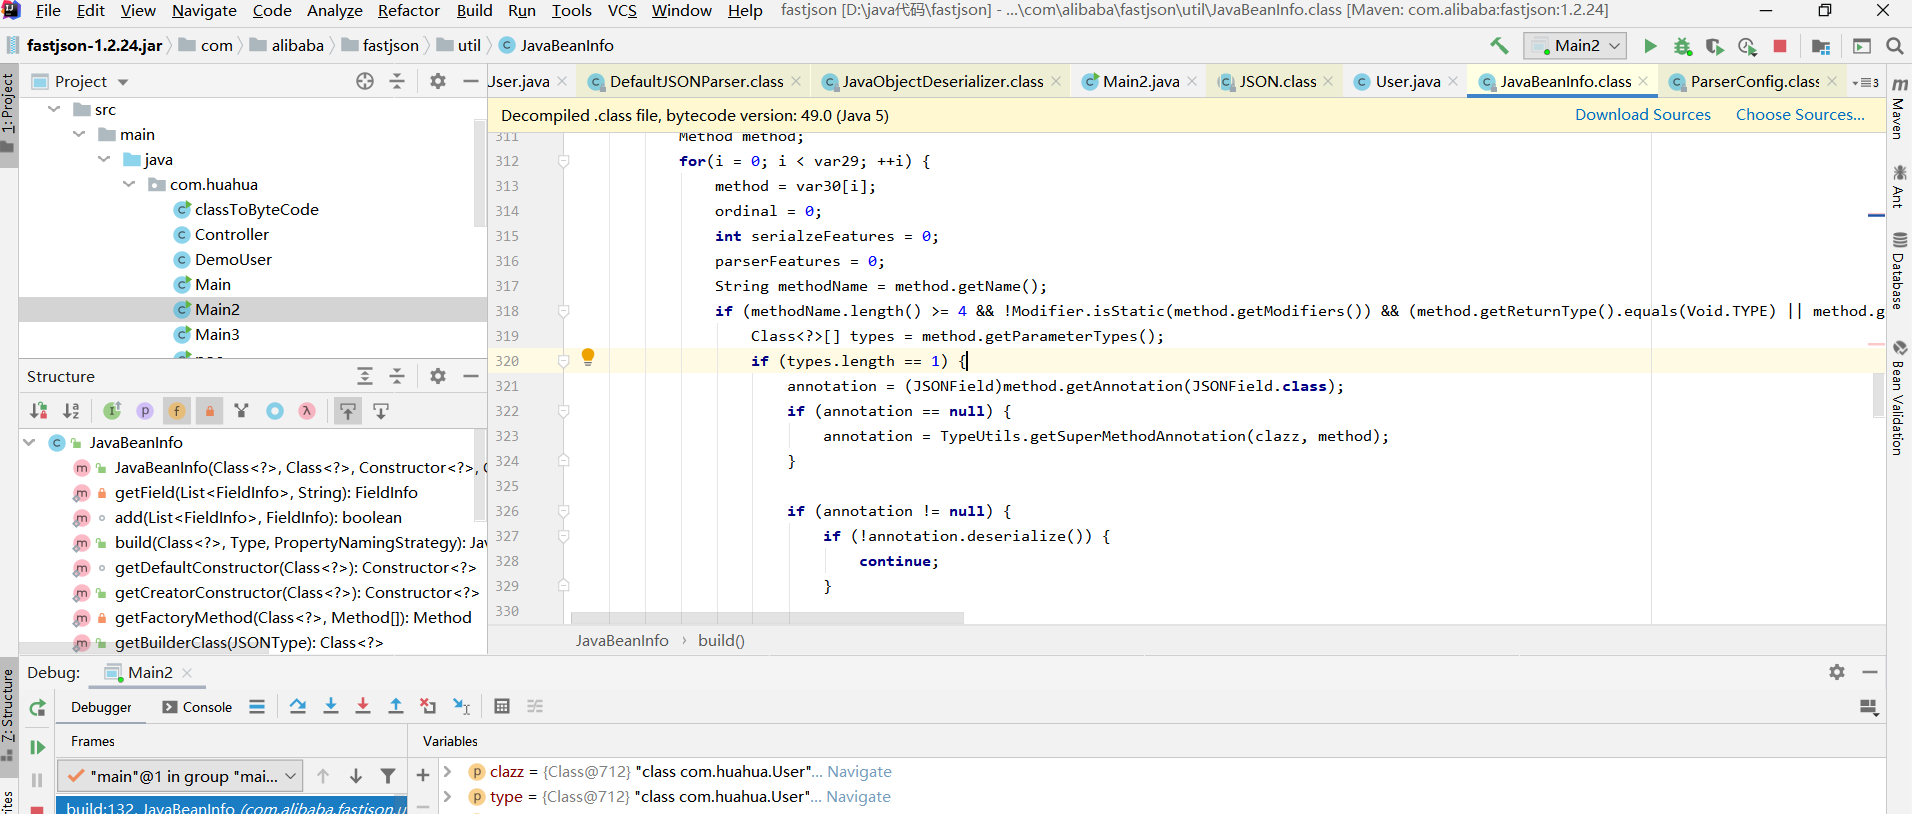 File Edit View Navigate Code Analyze Refactor Build Run Tools VCS Window Help fastjson [D:\java代码\fastjson] - ...\com\alibaba\fastjson\util\JavaBeanInfo.class [Maven: com.alibaba:fastjson:1.2.24]
fastjson-1.2.24.jar com alibaba fastjson util JavaBeanInfo
Main2
1: Project
Project
src
main
java
com.huahua
classToByteCode
Controller
DemoUser
Main
Main2
Main3
Structure
JavaBeanInfo
JavaBeanInfo(Class<?>, Class<?>, Constructor<?>,
getField(List<FieldInfo>, String): FieldInfo
add(List<FieldInfo>, FieldInfo): boolean
build(Class<?>, Type, PropertyNamingStrategy): Jav
getDefaultConstructor(Class<?>): Constructor<?>
getCreatorConstructor(Class<?>): Constructor<?>
getFactoryMethod(Class<?>, Method[]): Method
getBuilderClass(JSONType): Class<?>
User.java DefaultJSONParser.class JavaObjectDeserializer.class Main2.java JSON.class User.java JavaBeanInfo.class ParserConfig.class 3
Decompiled .class file, bytecode version: 49.0 (Java 5) Download Sources Choose Sources...
311 Method method;
312 for(i = 0; i < var29; ++i) {
313 method = var30[i];
314 ordinal = 0;
315 int serialzeFeatures = 0;
316 parserFeatures = 0;
317 String methodName = method.getName();
318 if (methodName.length() >= 4 && !Modifier.isStatic(method.getModifiers()) && (method.getReturnType().equals(Void.TYPE) || method.g
319 Class<?>[] types = method.getParameterTypes();
320 if (types.length == 1) {
321 annotation = (JSONField)method.getAnnotation(JSONField.class);
322 if (annotation == null) {
323 annotation = TypeUtils.getSuperMethodAnnotation(clazz, method);
324 }
325
326 if (annotation != null) {
327 if (!annotation.deserialize()) {
328 continue;
329 }
330
JavaBeanInfo › build()
Maven
Ant
Database
Bean Validation
Z: Structure
rites
Debug: Main2
Debugger Console
Frames
Variables
"main"@1 in group "mai...
build:132, JavaBeanInfo (com.alibaba.fastjson.u
clazz = {Class@712} "class com.huahua.User"... Navigate
type = {Class@712} "class com.huahua.User"... Navigate